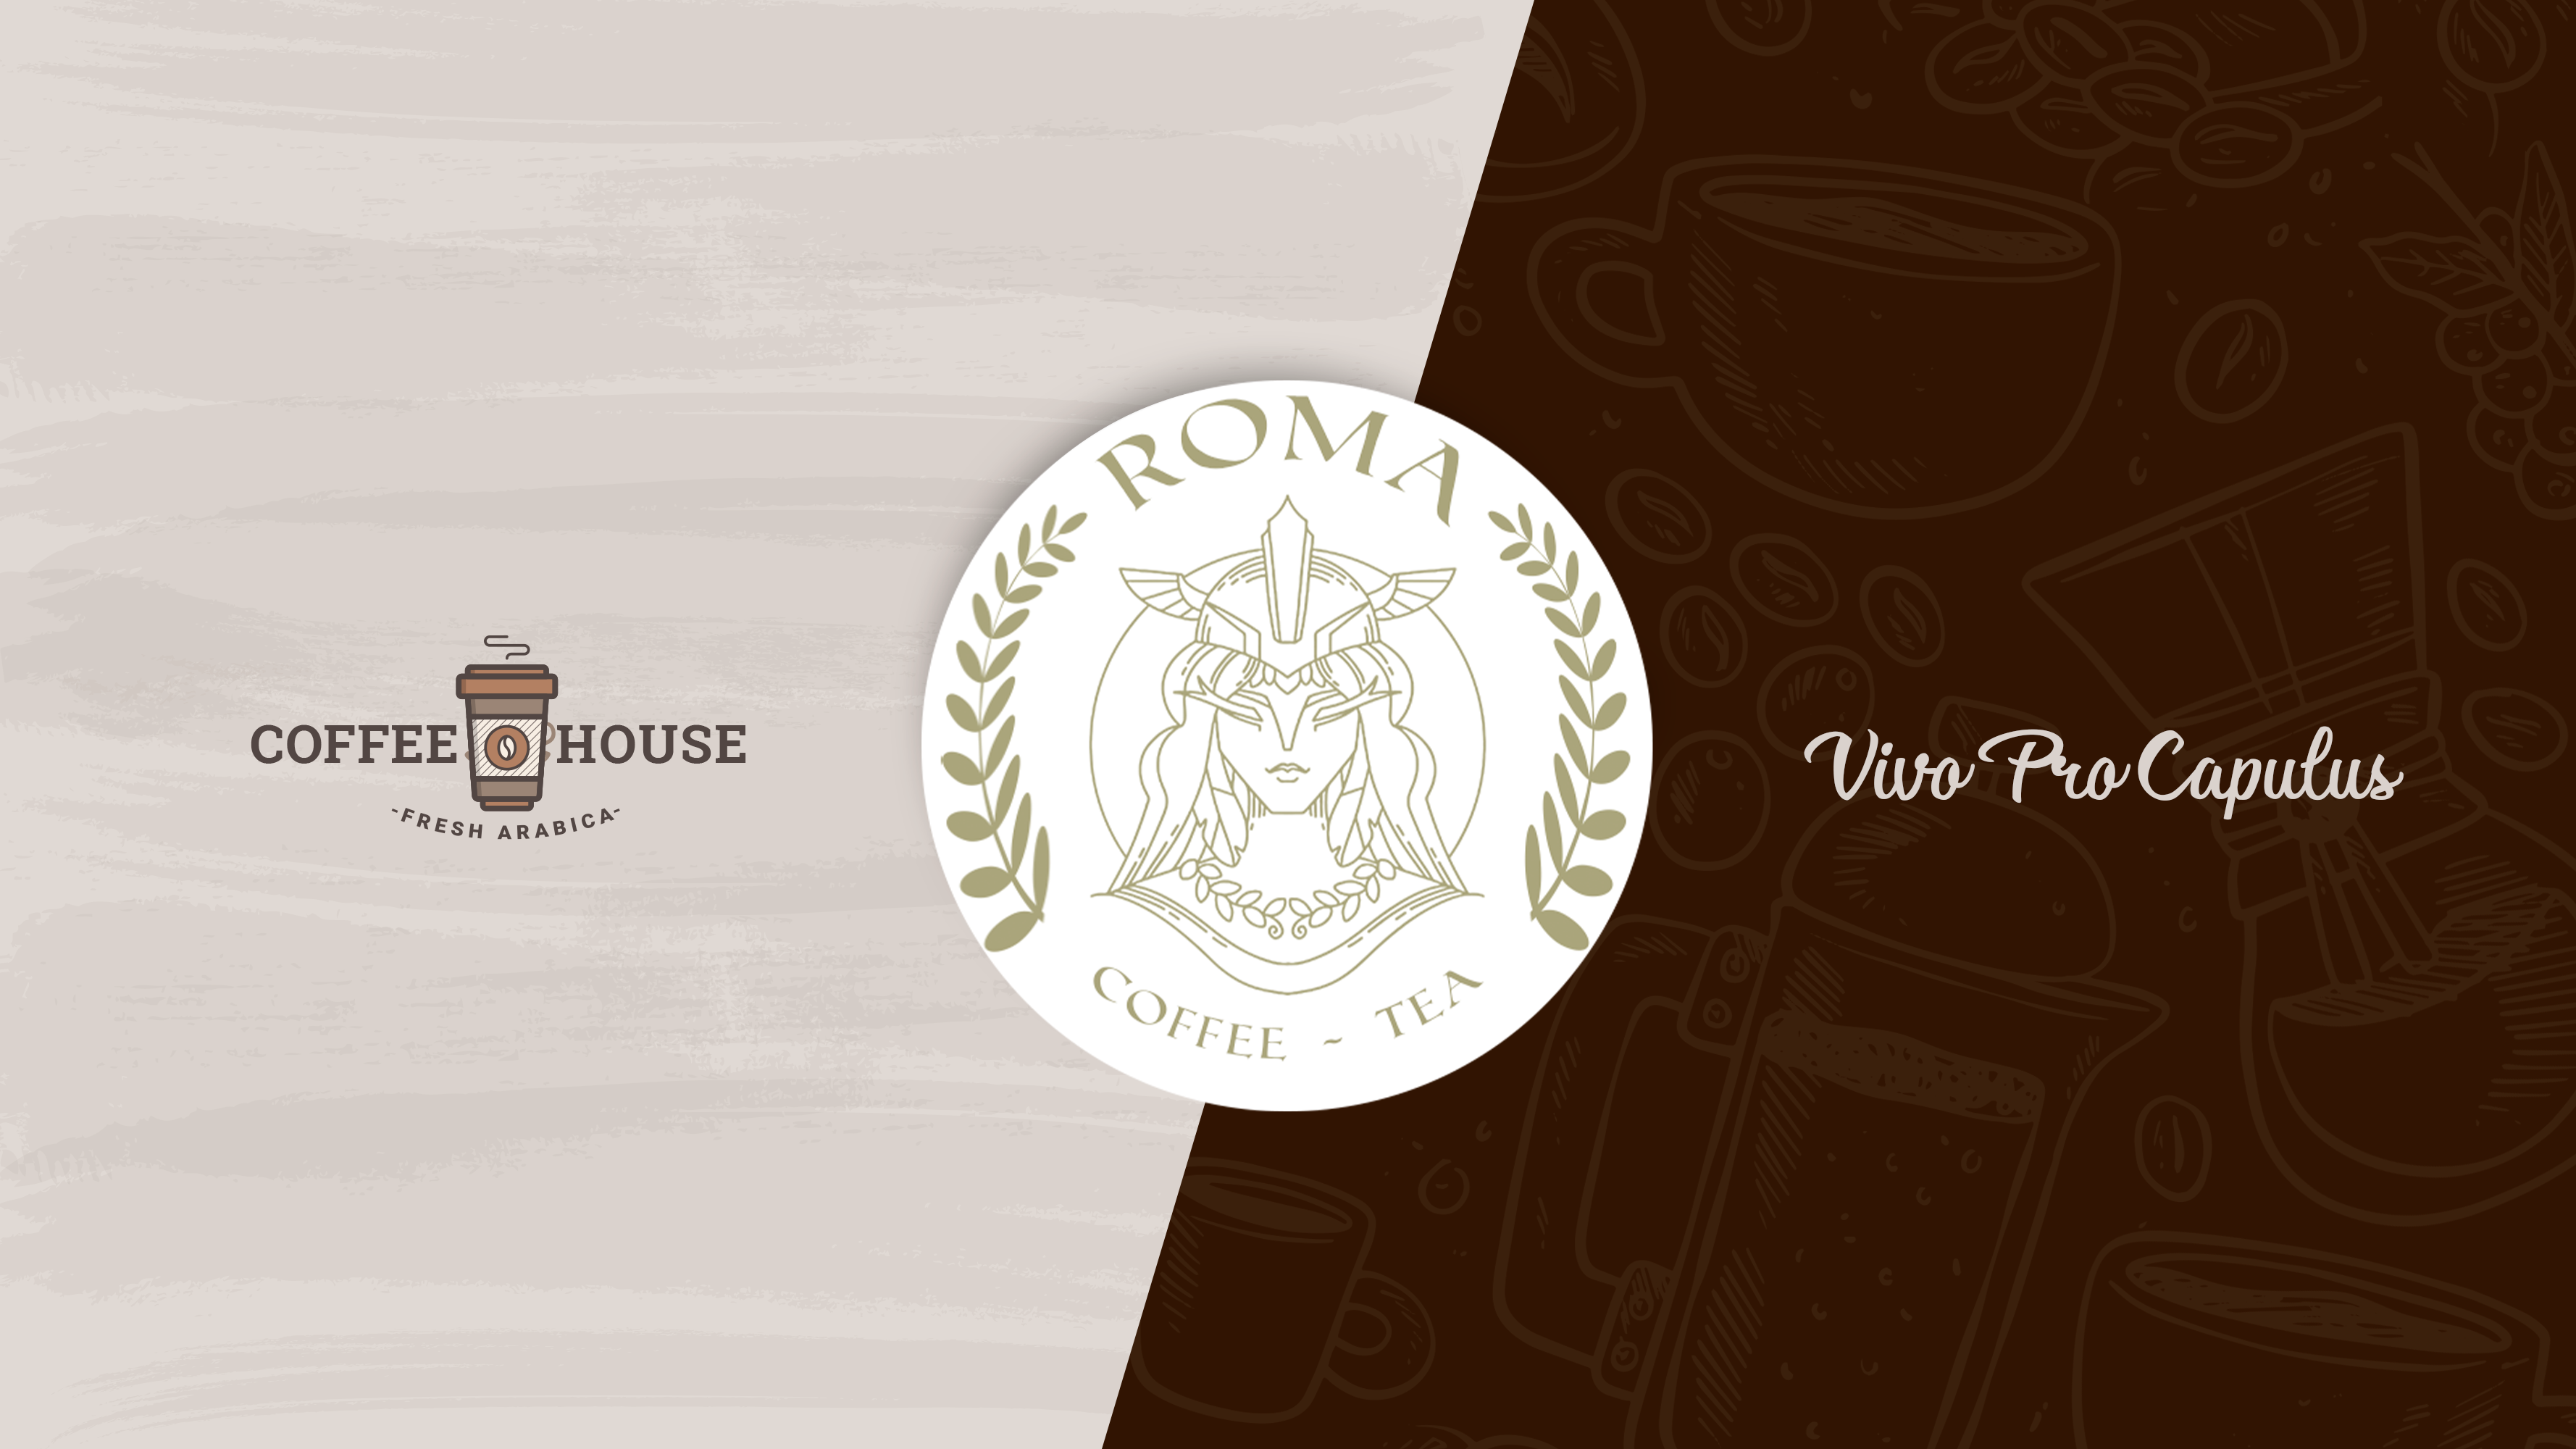 COFFEE HOUSE
-FRESH ARABICA-
ROMA
COFFEE ~ TEA
Vivo Pro Capulus